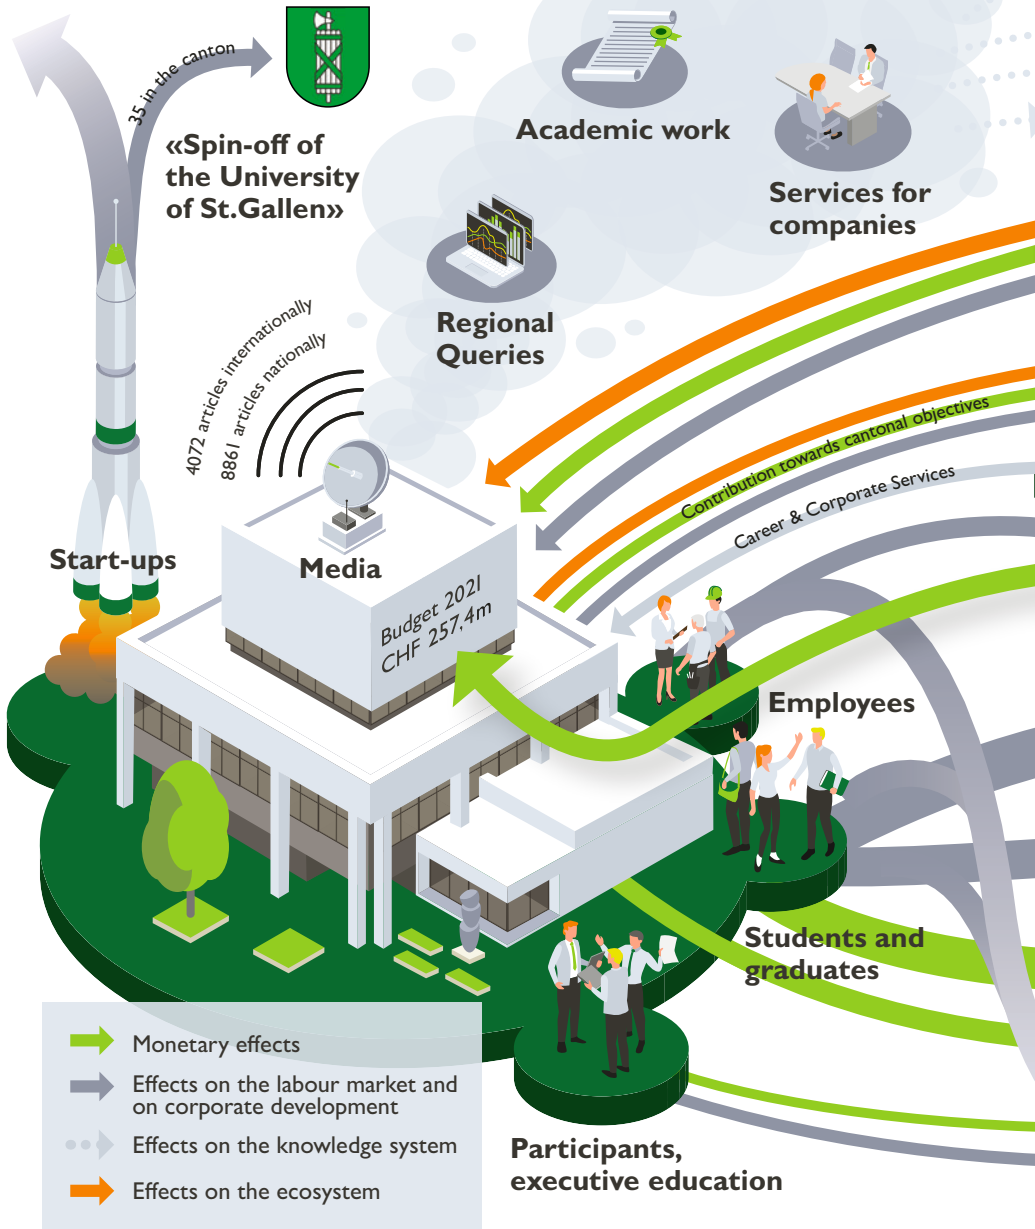 35 in the canton
«Spin-off of
the University
of St.Gallen»
Academic work
Services for
companies
Regional
Queries
4072 articles internationally
8861 articles nationally
Contribution towards cantonal objectives
Career & Corporate Services
Start-ups
Media
Budget 2021
CHF 257.4m
Employees
Students and
graduates
Participants,
executive education
Monetary effects
Effects on the labour market and
on corporate development
Effects on the knowledge system
Effects on the ecosystem